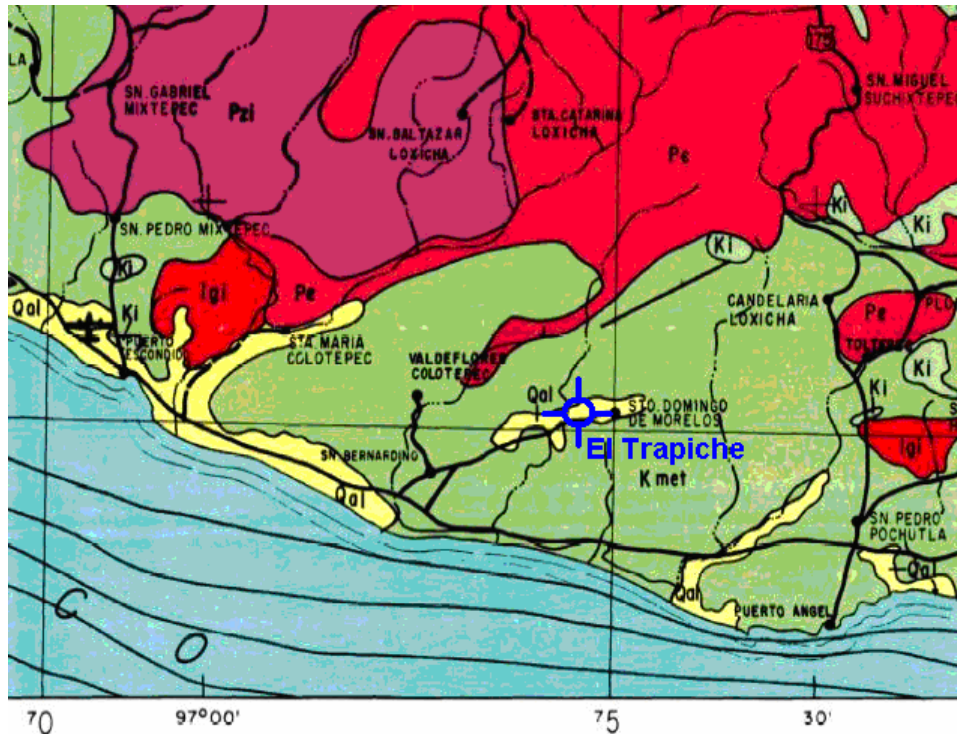 LA
SN. GABRIEL
MIXTEPEC
Pzi
175
SN. MIGUEL
SUCHIXTEPEC
SN. BALTAZAR
LOXICHA
STA. CATARINA
LOXICHA
Pe
Ki
Ki
SN. PEDRO MIXTEPEC
Ki
Igi
Pe
Ki
Qal
Ki
PUERTO
ESCONDIDO
STA. MARIA
COLOTEPEC
CANDELARIA
LOXICHA
Pe
TOLTEPEC
VALDEFLORES
COLOTEPEC
Ki
Ki
Qal
STO. DOMINGO
DE MORELOS
El Trapiche
SN. BERNARDINO
K met
Igi
Qal
SN. PEDRO
POCHUTLA
Qal
Qal
PUERTO ANGEL
C
O
70
97°00'
75
30'